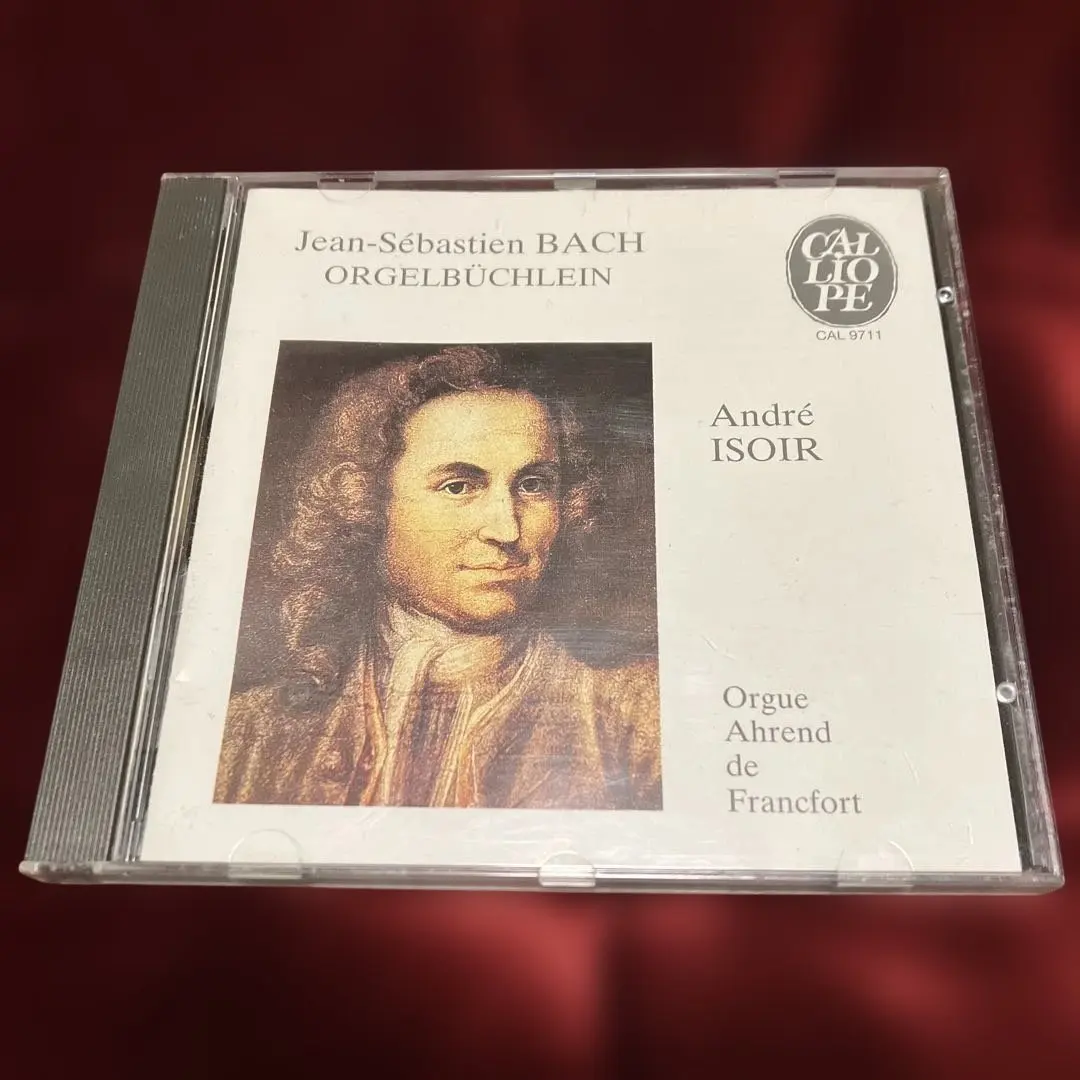 Jean-Sébastien BACH
ORGELBÜCHLEIN
CAL
LIO
PE
CAL 9711
André
ISOIR
Orgue
Ahrend
de
Francfort